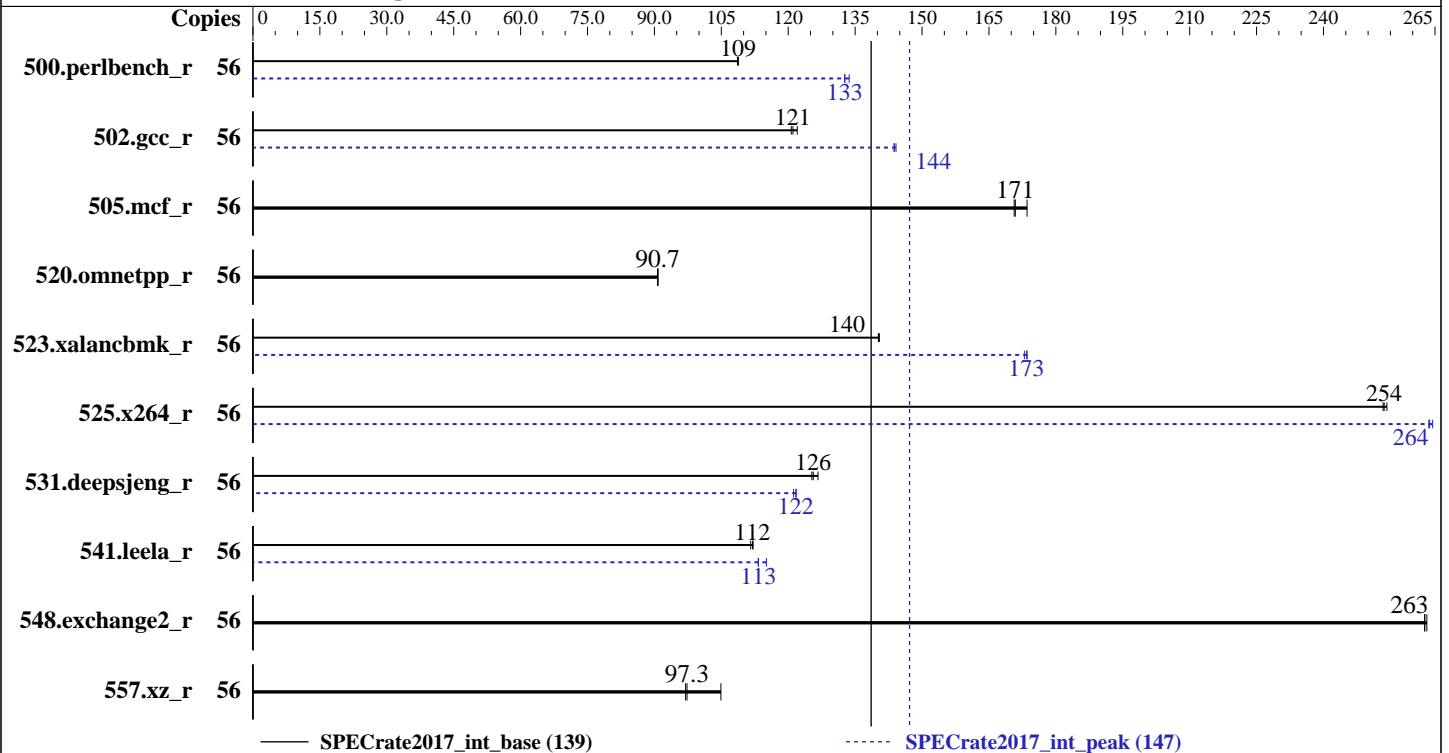 Copies 0 15.0 30.0 45.0 60.0 75.0 90.0 105 120 135 150 165 180 195 210 225 240 265
109
500.perlbench_r 56
133
121
502.gcc_r 56
144
171
505.mcf_r 56
90.7
520.omnetpp_r 56
140
523.xalancbmk_r 56
173
254
525.x264_r 56
264
126
531.deepsjeng_r 56
122
112
541.leela_r 56
113
263
548.exchange2_r 56
97.3
557.xz_r 56
SPECrate2017_int_base (139) SPECrate2017_int_peak (147)